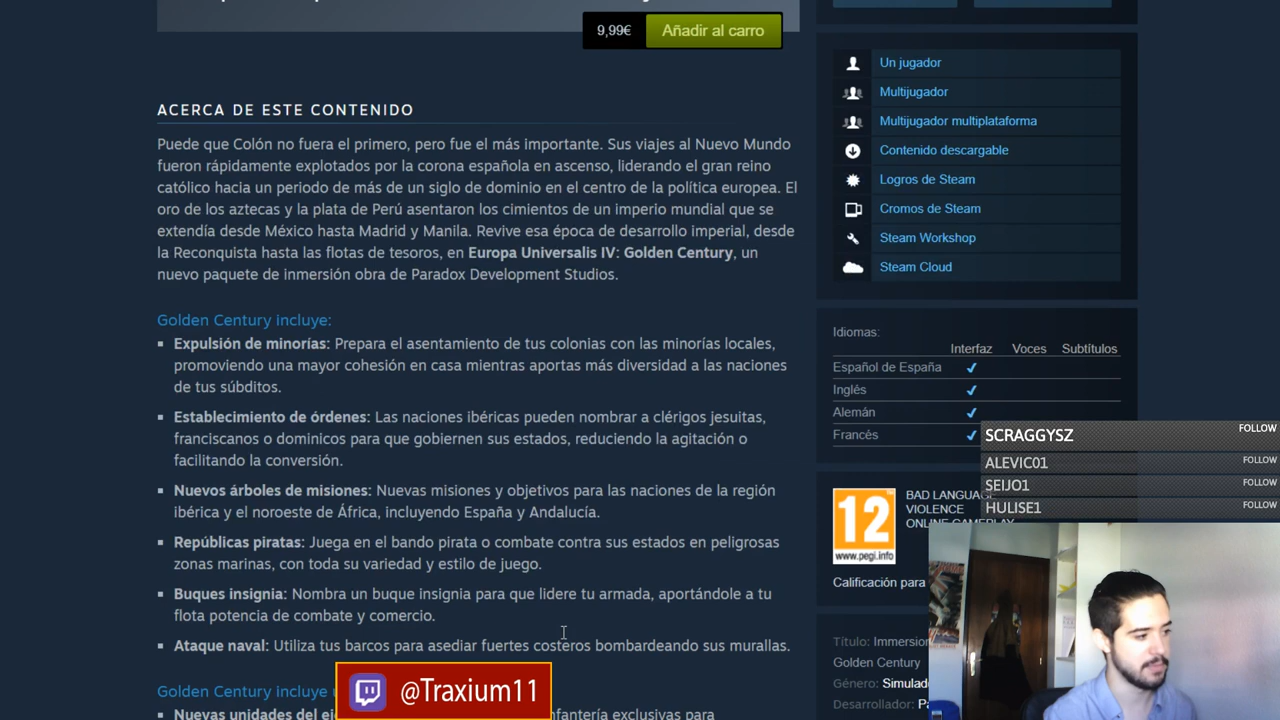 9,99€ Añadir al carro
ACERCA DE ESTE CONTENIDO
Puede que Colón no fuera el primero, pero fue el más importante. Sus viajes al Nuevo Mundo
fueron rápidamente explotados por la corona española en ascenso, liderando el gran reino
católico hacia un periodo de más de un siglo de dominio en el centro de la política europea. El
oro de los aztecas y la plata de Perú asentaron los cimientos de un imperio mundial que se
extendía desde México hasta Madrid y Manila. Revive esa época de desarrollo imperial, desde
la Reconquista hasta las flotas de tesoros, en Europa Universalis IV: Golden Century, un
nuevo paquete de inmersión obra de Paradox Development Studios.
Golden Century incluye:
Expulsión de minorías: Prepara el asentamiento de tus colonias con las minorías locales,
promoviendo una mayor cohesión en casa mientras aportas más diversidad a las naciones
de tus súbditos.
Establecimiento de órdenes: Las naciones ibéricas pueden nombrar a clérigos jesuitas,
franciscanos o dominicos para que gobiernen sus estados, reduciendo la agitación o
facilitando la conversión.
Nuevos árboles de misiones: Nuevas misiones y objetivos para las naciones de la región
ibérica y el noroeste de África, incluyendo España y Andalucía.
Repúblicas piratas: Juega en el bando pirata o combate contra sus estados en peligrosas
zonas marinas, con toda su variedad y estilo de juego.
Buques insignia: Nombra un buque insignia para que lidere tu armada, aportándole a tu
flota potencia de combate y comercio.
Ataque naval: Utiliza tus barcos para asediar fuertes costeros bombardeando sus murallas.
Golden Century incluye
@Traxium11
Nuevas unidades del infantería exclusivas para
Un jugador
Multijugador
Multijugador multiplataforma
Contenido descargable
Logros de Steam
Cromos de Steam
Steam Workshop
Steam Cloud
Idiomas:
Interfaz Voces Subtítulos
Español de España
Inglés
Alemán
Francés
SCRAGGYSZ FOLLOW
ALEVIC01 FOLLOW
SEIJO1 FOLLOW
HULISE1 FOLLOW
12
www.pegi.info
BAD LANGUAGE
VIOLENCE
ONLINE GAMEPLAY
Calificación para
Título: Immersion
Golden Century
Género: Simulad
Desarrollador: Pa